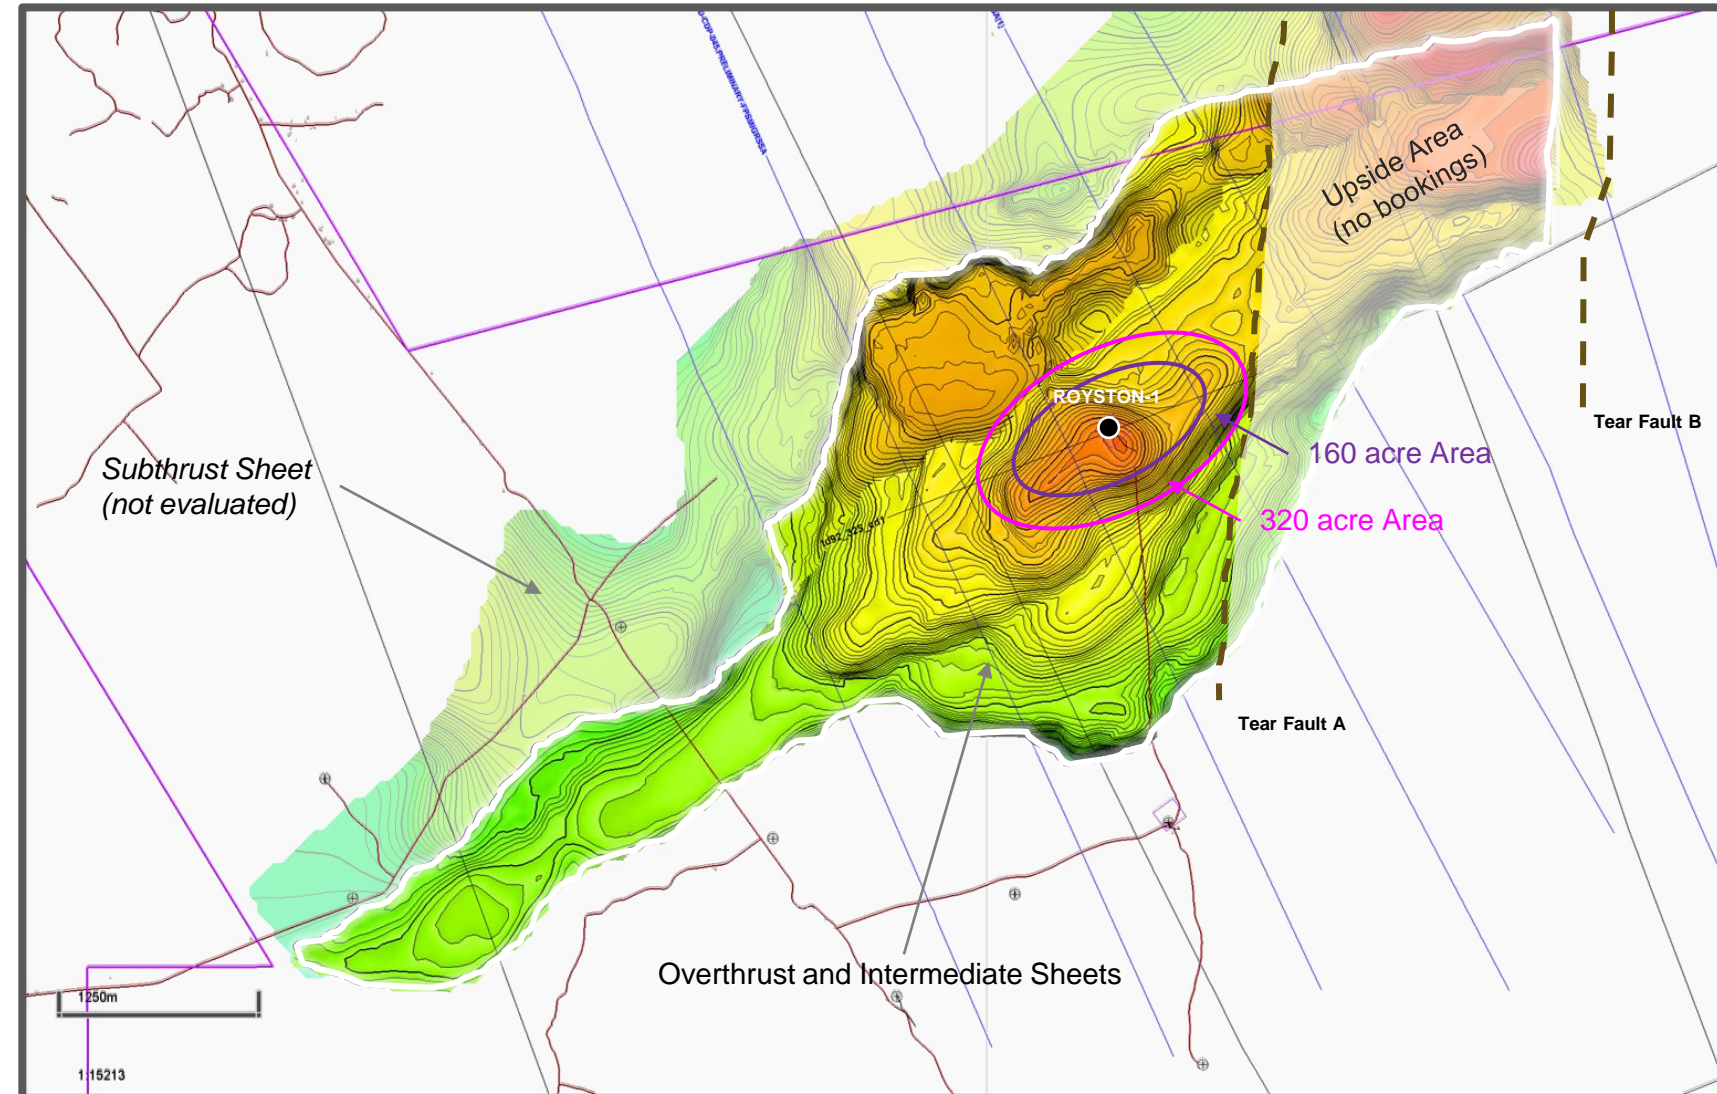 Upside Area
(no bookings)
ROYSTON-1
Tear Fault B
160 acre Area
Subthrust Sheet
(not evaluated)
320 acre Area
td92_325_sd1
Tear Fault A
Overthrust and Intermediate Sheets
1250m
1:15213